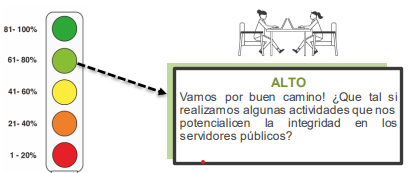 81- 100%
61- 80%
41- 60%
21- 40%
1 - 20%
ALTO
Vamos por buen camino! ¿Que tal si
realizamos algunas actividades que nos
potencialicen la integridad en los
servidores públicos?